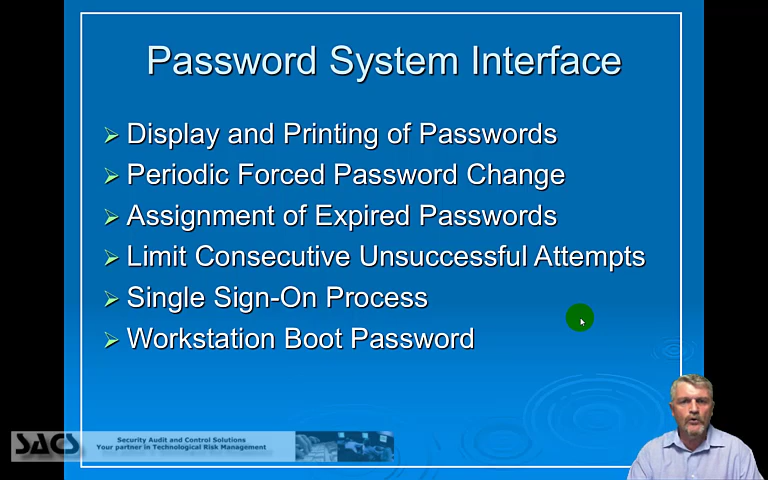 Password System Interface
Display and Printing of Passwords
Periodic Forced Password Change
Assignment of Expired Passwords
Limit Consecutive Unsuccessful Attempts
Single Sign-On Process
Workstation Boot Password
SACS
Security Audit and Control Solutions
Your partner in Technological Risk Management